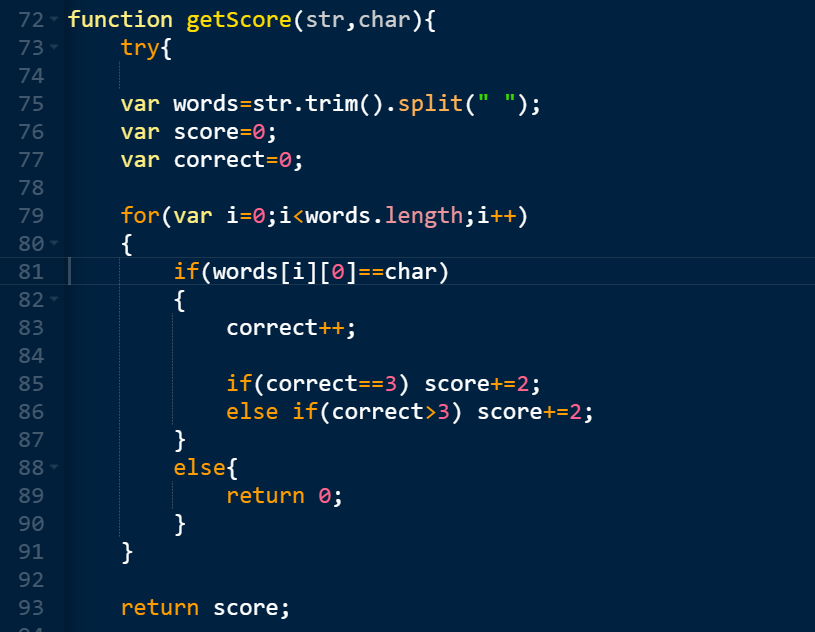 72 function getScore(str,char){
73 try{
74
75 var words=str.trim().split(" ");
76 var score=0;
77 var correct=0;
78
79 for(var i=0;i<words.length;i++)
80 {
81 if(words[i][0]==char)
82 {
83 correct++;
84
85 if(correct==3) score+=2;
86 else if(correct>3) score+=2;
87 }
88 else{
89 return 0;
90 }
91 }
92
93 return score;